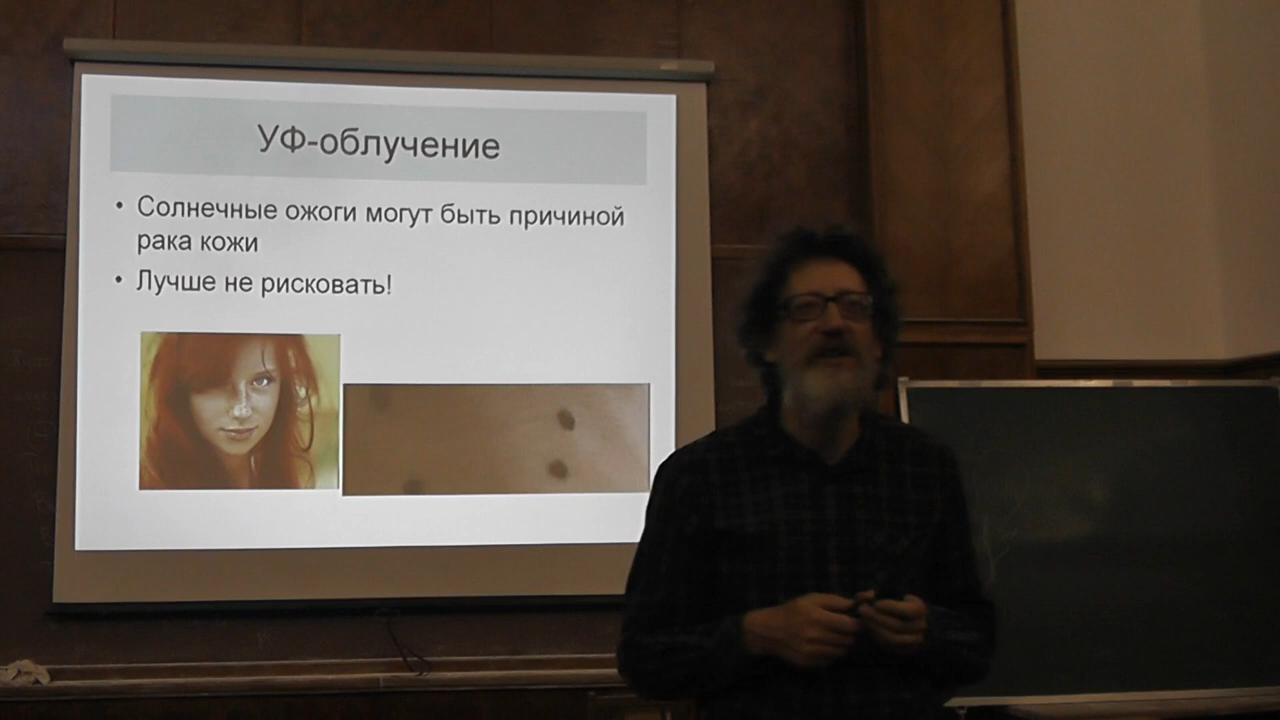 УФ-облучение
• Солнечные ожоги могут быть причиной
рака кожи
• Лучше не рисковать!